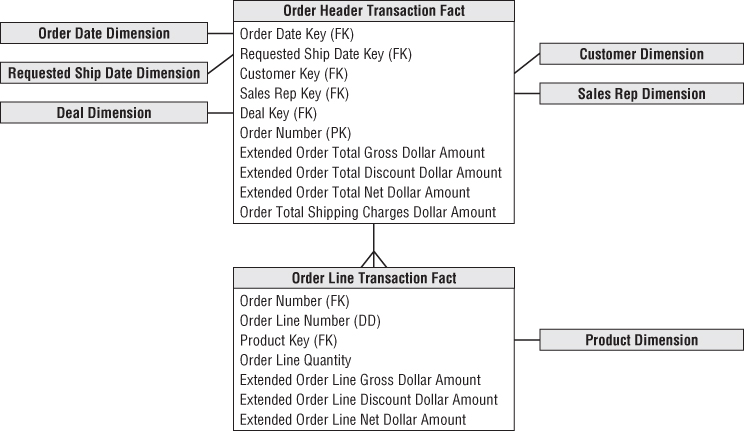 Order Header Transaction Fact
Order Date Key (FK)
Requested Ship Date Key (FK)
Customer Key (FK)
Sales Rep Key (FK)
Deal Key (FK)
Order Number (PK)
Extended Order Total Gross Dollar Amount
Extended Order Total Discount Dollar Amount
Extended Order Total Net Dollar Amount
Order Total Shipping Charges Dollar Amount
Order Date Dimension
Requested Ship Date Dimension
Deal Dimension
Customer Dimension
Sales Rep Dimension
Order Line Transaction Fact
Order Number (FK)
Order Line Number (DD)
Product Key (FK)
Order Line Quantity
Extended Order Line Gross Dollar Amount
Extended Order Line Discount Dollar Amount
Extended Order Line Net Dollar Amount
Product Dimension